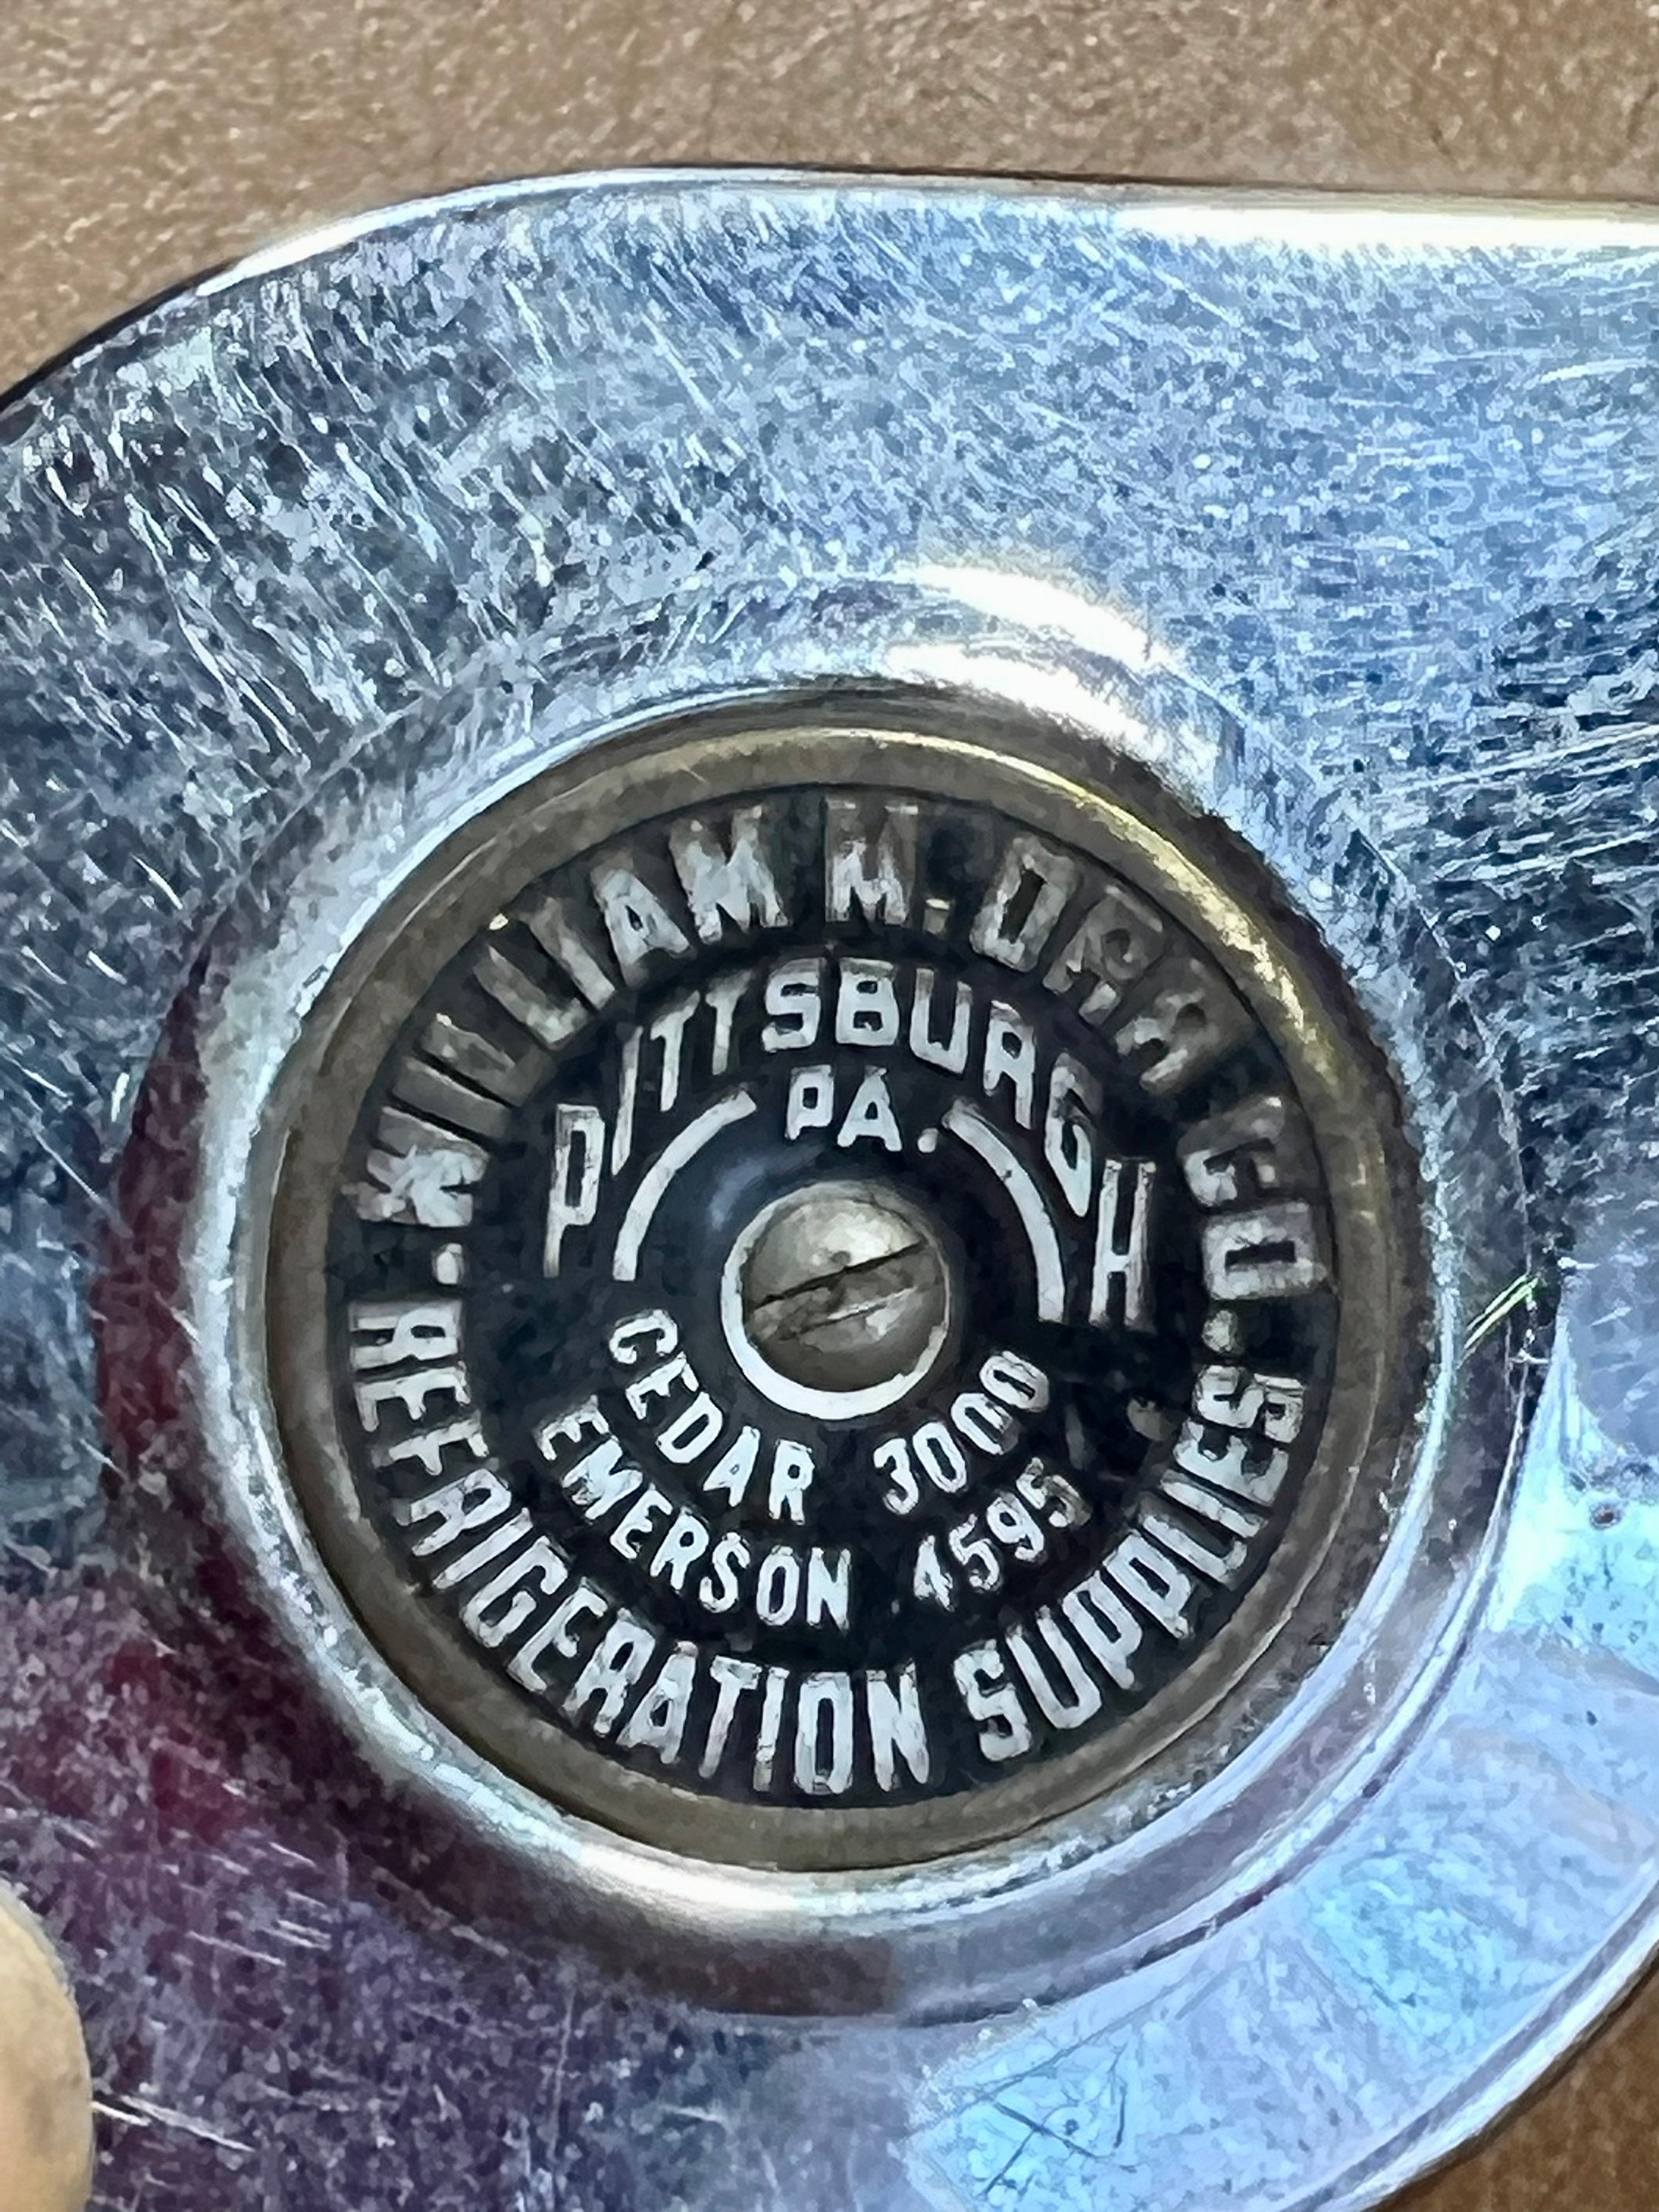 WILLIAM M. ORR CO.
PITTSBURGH
PA.
CEDAR 3000
EMERSON 4595
REFRIGERATION SUPPLIES